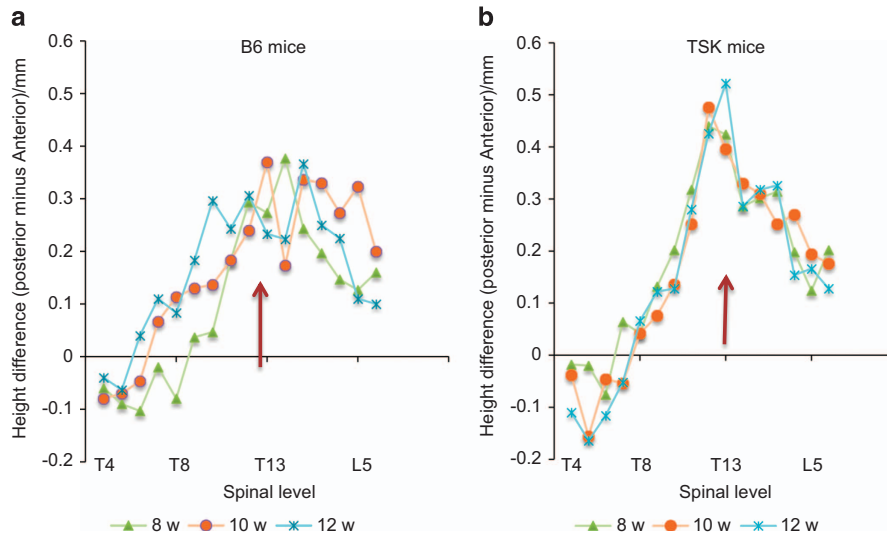 a
B6 mice
Height difference (posterior minus Anterior)/mm
0.6
0.5
0.4
0.3
0.2
0.1
0
-0.1
-0.2
T4 T8 T13 L5
Spinal level
8 w 10 w 12 w
b
TSK mice
Height difference (posterior minus Anterior)/mm
0.6
0.5
0.4
0.3
0.2
0.1
0
-0.1
-0.2
T4 T8 T13 L5
Spinal level
8 w 10 w 12 w